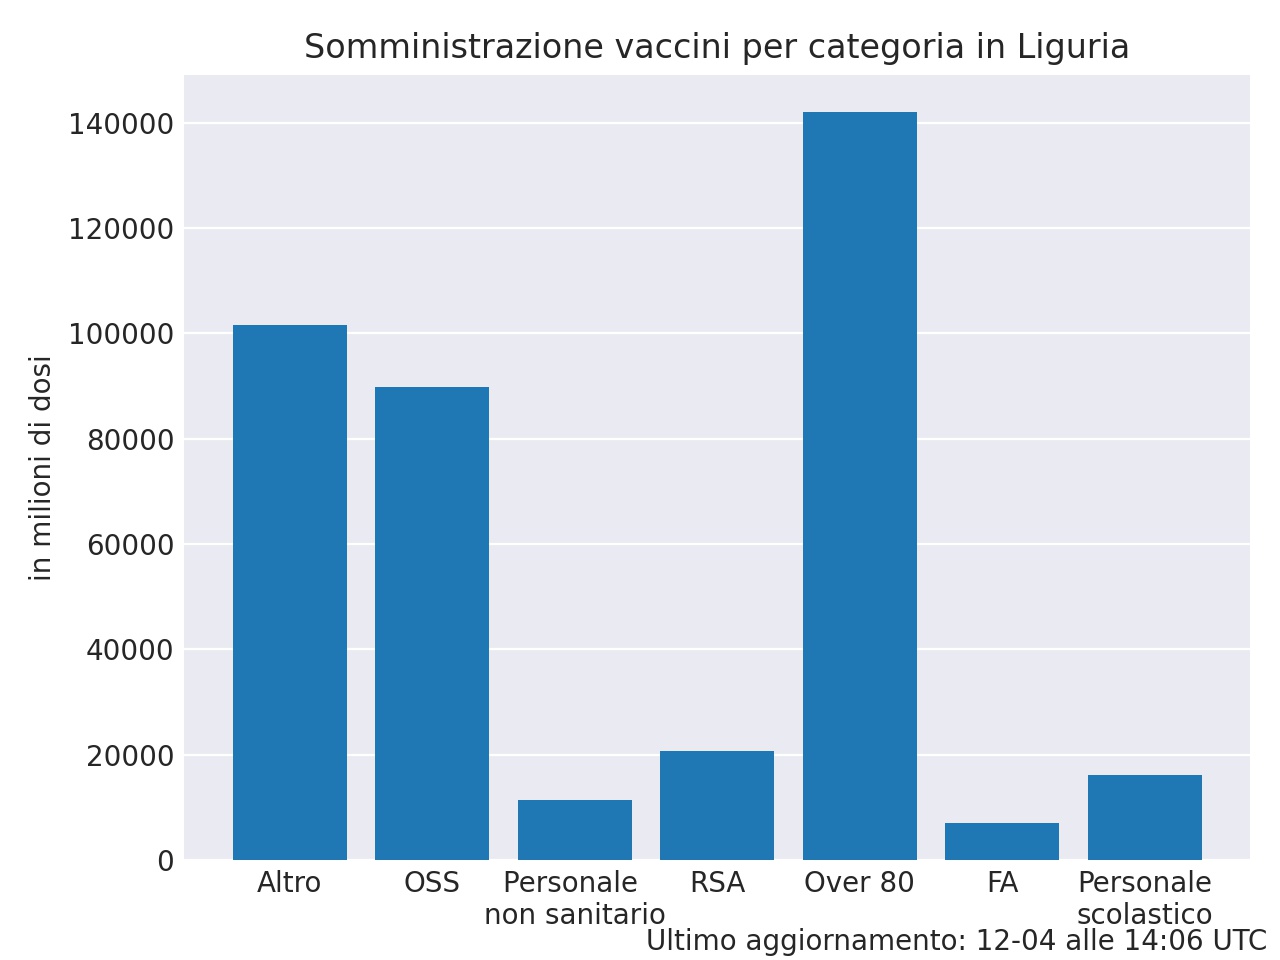 Somministrazione vaccini per categoria in Liguria
in milioni di dosi
140000
120000
100000
80000
60000
40000
20000
0
Altro
OSS
Personale
non sanitario
RSA
Over 80
FA
Personale
scolastico
Ultimo aggiornamento: 12-04 alle 14:06 UTC